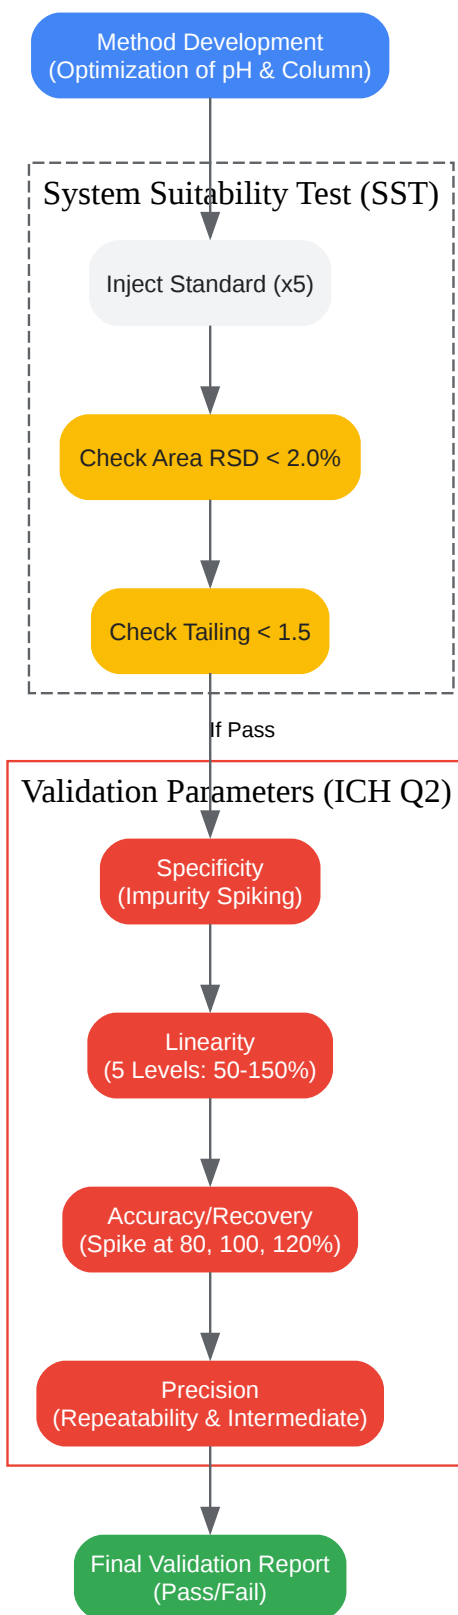 Method Development
(Optimization of pH & Column)
System Suitability Test (SST)
Inject Standard (x5)
Check Area RSD < 2.0%
Check Tailing < 1.5
If Pass
Validation Parameters (ICH Q2)
Specificity
(Impurity Spiking)
Linearity
(5 Levels: 50-150%)
Accuracy/Recovery
(Spike at 80, 100, 120%)
Precision
(Repeatability & Intermediate)
Final Validation Report
(Pass/Fail)